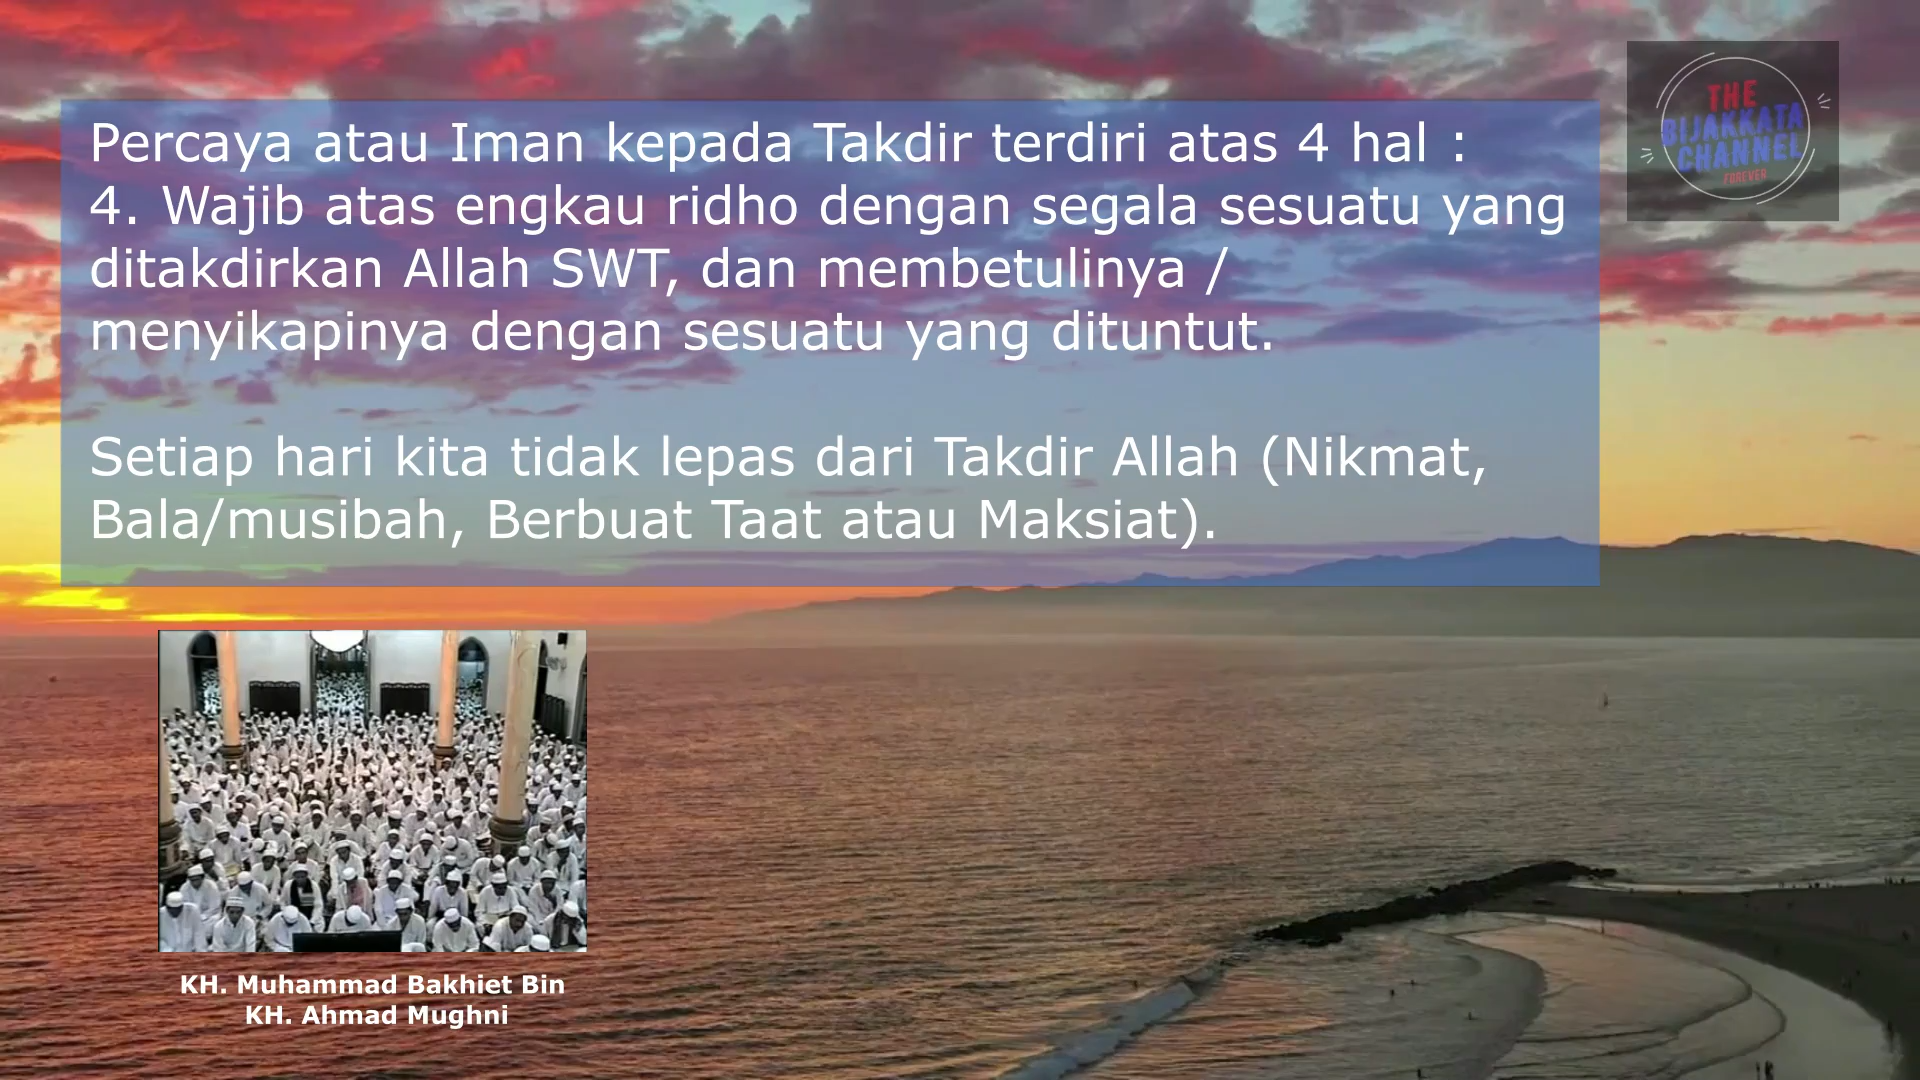 Percaya atau Iman kepada Takdir terdiri atas 4 hal :
4. Wajib atas engkau ridho dengan segala sesuatu yang
ditakdirkan Allah SWT, dan membetulinya /
menyikapinya dengan sesuatu yang dituntut.
Setiap hari kita tidak lepas dari Takdir Allah (Nikmat,
Bala/musibah, Berbuat Taat atau Maksiat).
THE
BIJAKKATA
CHANNEL
FOREVER
KH. Muhammad Bakhiet Bin
KH. Ahmad Mughni